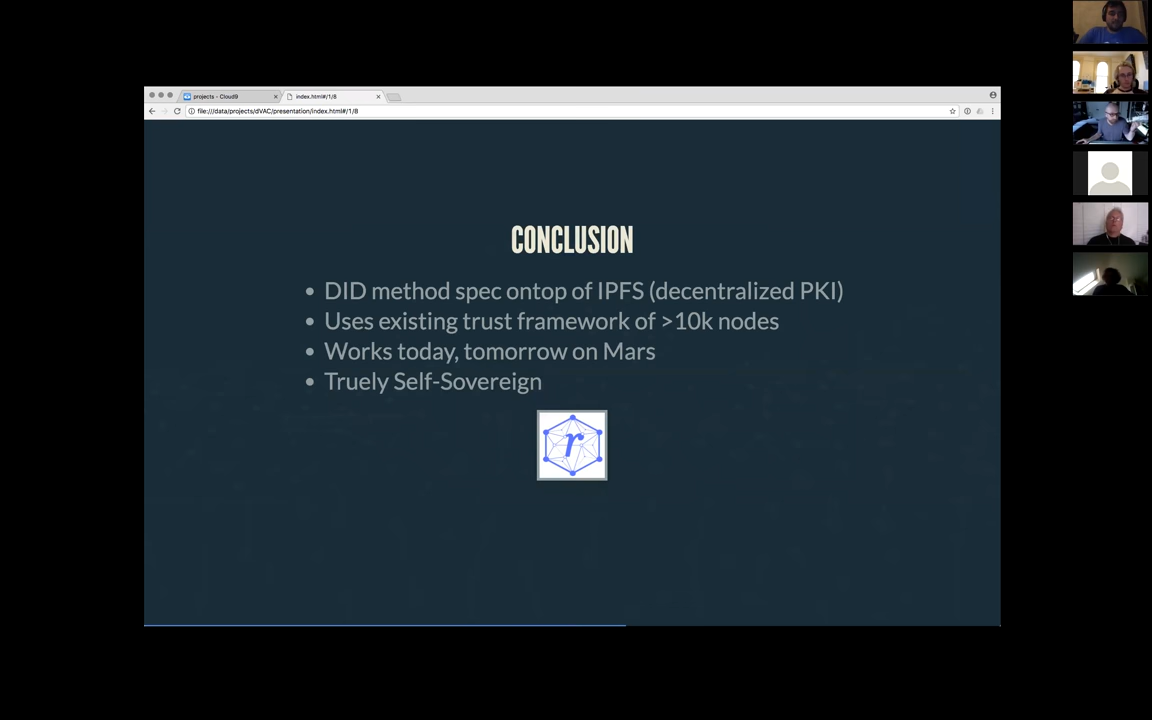 projects - Cloud9
index.html#/1/8
file:///data/projects/dVAC/presentation/index.html#/1/8
CONCLUSION
DID method spec ontop of IPFS (decentralized PKI)
Uses existing trust framework of >10k nodes
Works today, tomorrow on Mars
Truely Self-Sovereign
r